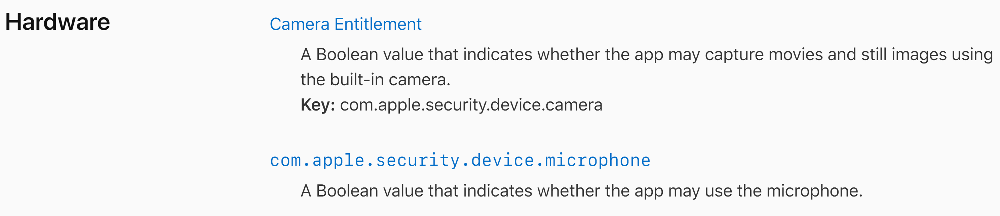 Hardware
Camera Entitlement
A Boolean value that indicates whether the app may capture movies and still images using
the built-in camera.
Key: com.apple.security.device.camera
com.apple.security.device.microphone
A Boolean value that indicates whether the app may use the microphone.